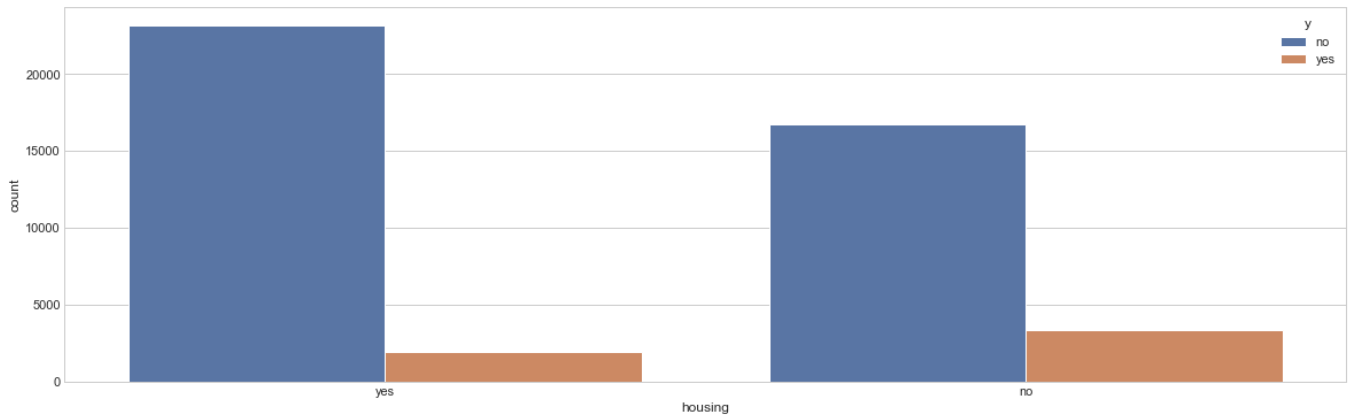 y
no
yes
20000
15000
10000
5000
0
count
yes
no
housing